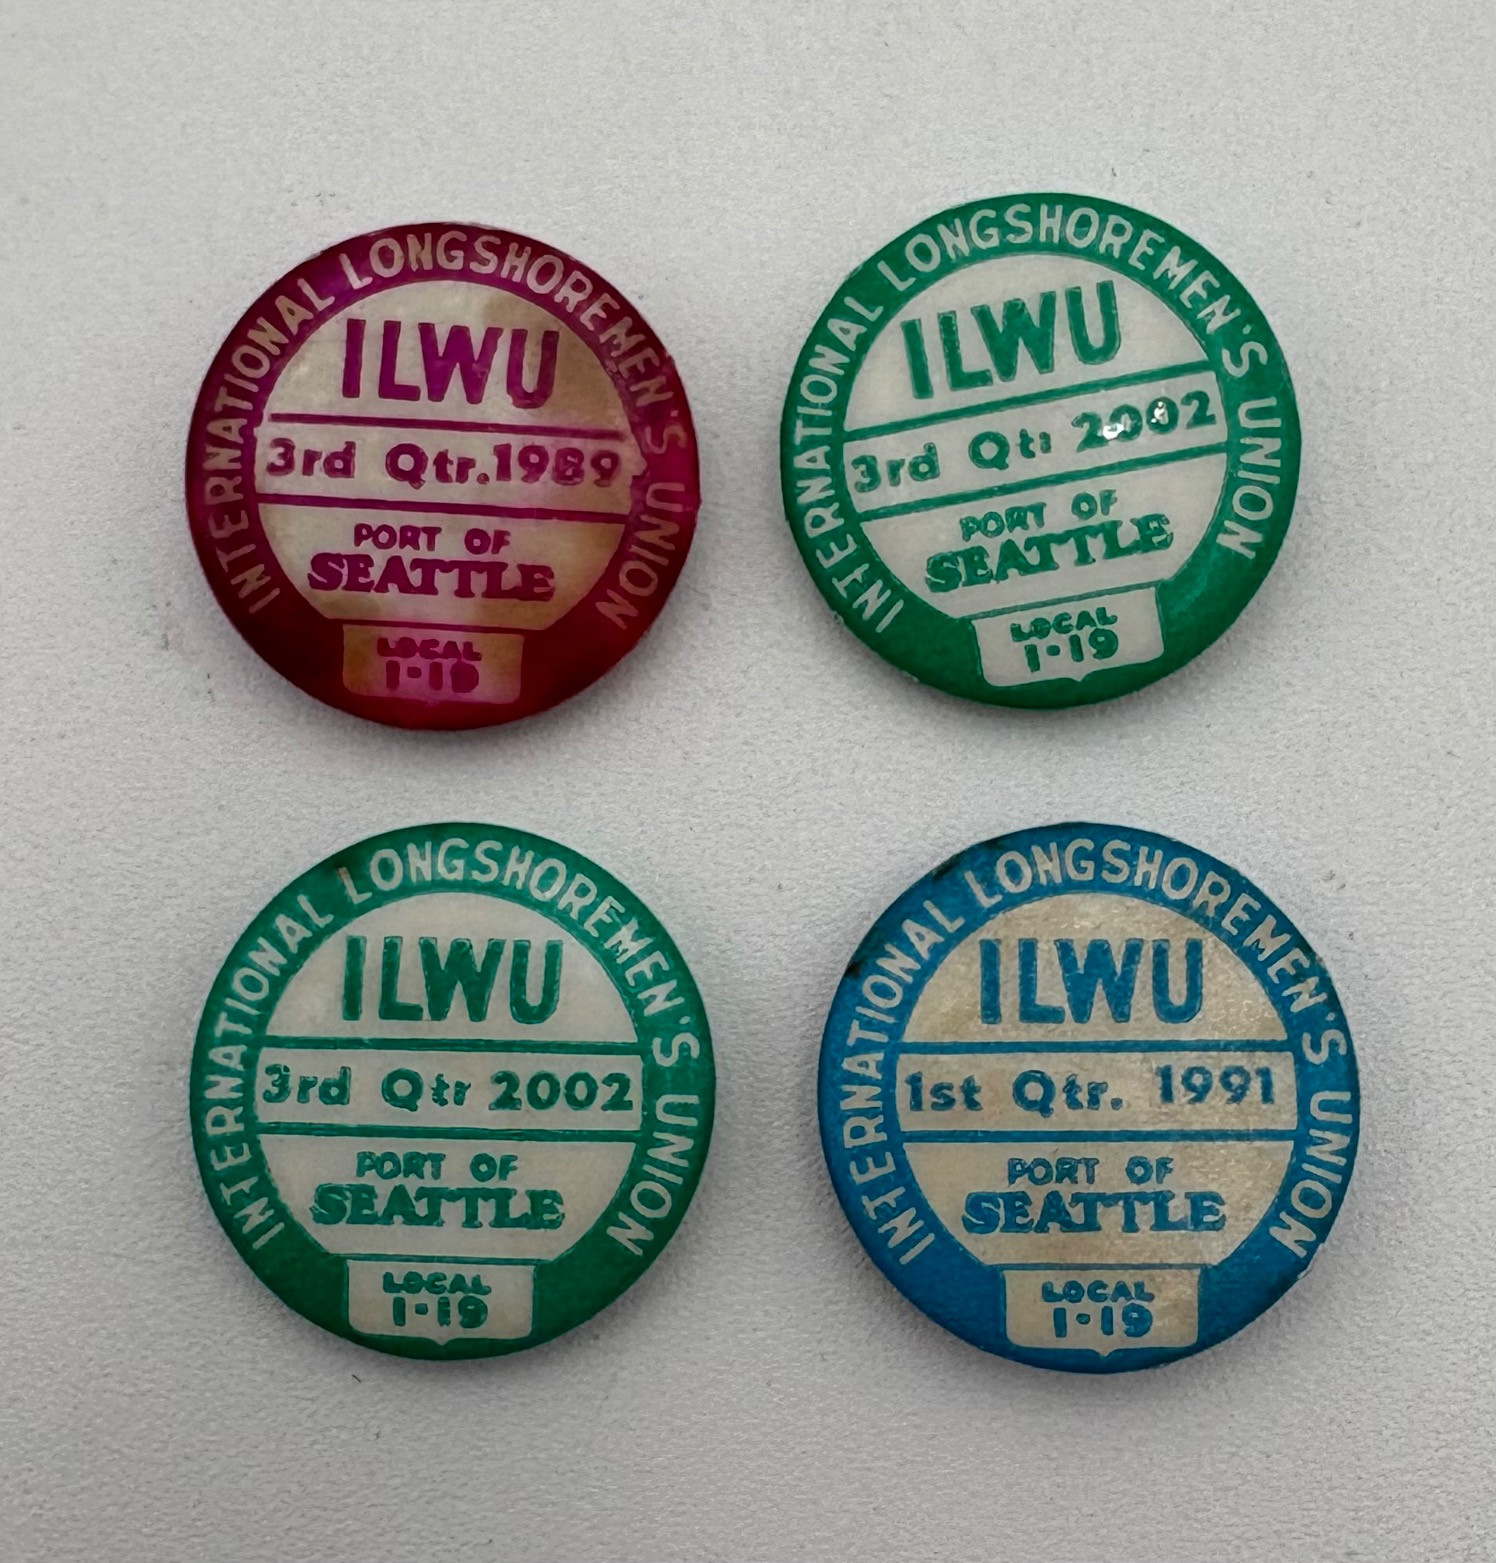 INTERNATIONAL LONGSHOREMEN'S UNION
ILWU
3rd Qtr. 1989
PORT OF
SEATTLE
LOCAL
1-19
INTERNATIONAL LONGSHOREMEN'S UNION
ILWU
3rd Qtr 2002
PORT OF
SEATTLE
LOCAL
1-19
INTERNATIONAL LONGSHOREMEN'S UNION
ILWU
3rd Qtr 2002
PORT OF
SEATTLE
LOCAL
1-19
INTERNATIONAL LONGSHOREMEN'S UNION
ILWU
1st Qtr. 1991
PORT OF
SEATTLE
LOCAL
1-19